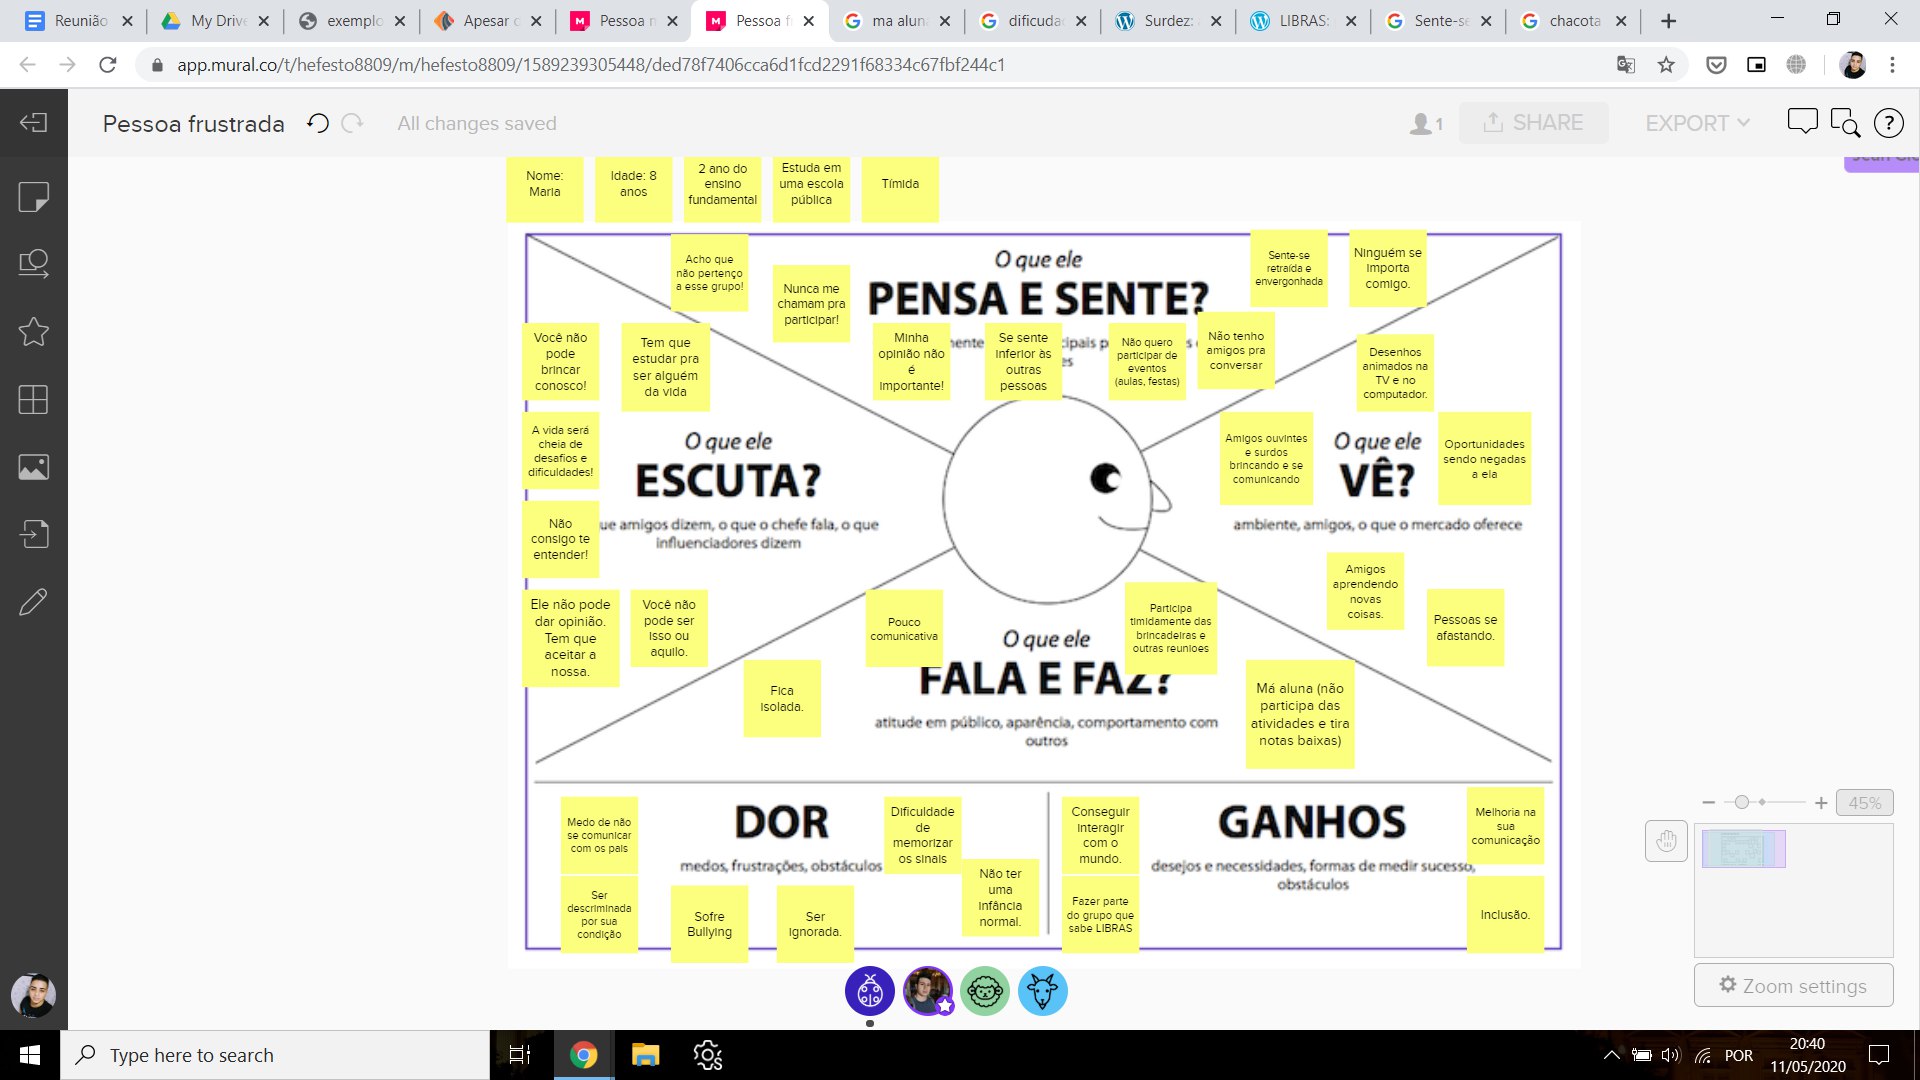 Reunião
My Drive
exemplo
Apesar d
Pessoa n
Pessoa f
ma alun
dificuda
Surdez:
LIBRAS:
Sente-s
chacota
app.mural.co/t/hefesto8809/m/hefesto8809/1589239305448/ded78f7406cca6d1fcd2291f68334c67fbf244c1
Pessoa frustrada
All changes saved
1
SHARE
EXPORT
?
Nome:
Maria
Idade: 8
anos
2 ano do
ensino
fundamental
Estuda em
uma escola
pública
Tímida
O que ele
PENSA E SENTE?
Acho que
não pertenço
a esse grupo!
Nunca me
chamam pra
participar!
Sente-se
retraída e
envergonhada
Ninguém se
importa
comigo.
Minha
opinião não
é
importante!
Se sente
inferior às
outras
pessoas
Não quero
participar de
eventos
(aulas, festas)
Não tenho
amigos pra
conversar
Você não
pode
brincar
conosco!
Tem que
estudar pra
ser alguém
da vida
A vida será
cheia de
desafios e
dificuldades!
O que ele
ESCUTA?
Não
consigo te
entender!
ue amigos dizem, o que o chefe fala, o que
influenciadores dizem
Ele não pode
dar opinião.
Tem que
aceitar a
nossa.
Você não
pode ser
isso ou
aquilo.
Desenhos
animados na
TV e no
computador.
Amigos ouvintes
e surdos
brincando e se
comunicando
O que ele
VÊ?
Oportunidades
sendo negadas
a ela
ambiente, amigos, o que o mercado oferece
Amigos
aprendendo
novas
coisas.
Pessoas se
afastando.
Pouco
comunicativa
Participa
timidamente das
brincadeiras e
outras reunioes
O que ele
FALA E FAZ?
Fica
isolada.
Má aluna (não
participa das
atividades e tira
notas baixas)
atitude em público, aparência, comportamento com
outros
DOR
medos, frustrações, obstáculos
Medo de não
se comunicar
com os pais
Dificuldade
de
memorizar
os sinais
Não ter
uma
infância
normal.
Ser
descriminada
por sua
condição
Sofre
Bullying
Ser
ignorada.
GANHOS
desejos e necessidades, formas de medir sucesso,
obstáculos
Conseguir
interagir
com o
mundo.
Melhoria na
sua
comunicação
Fazer parte
do grupo que
sabe LIBRAS
Inclusão.
45%
Zoom settings
Type here to search
POR
20:40
11/05/2020